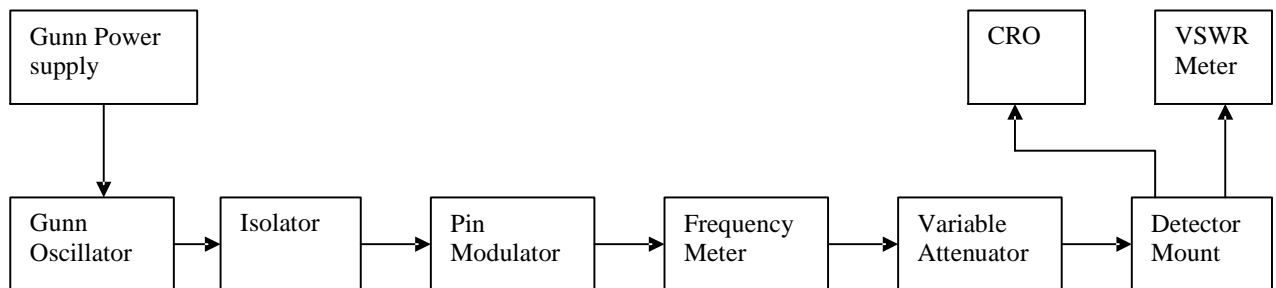 Gunn Power
supply
CRO
VSWR
Meter
Gunn
Oscillator
Isolator
Pin
Modulator
Frequency
Meter
Variable
Attenuator
Detector
Mount